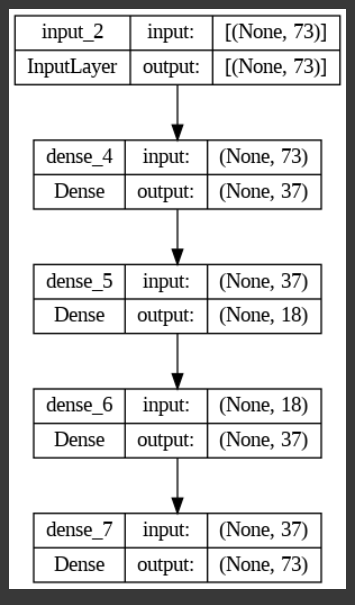 input_2 input: [(None, 73)]
InputLayer output: [(None, 73)]
dense_4 input: (None, 73)
Dense output: (None, 37)
dense_5 input: (None, 37)
Dense output: (None, 18)
dense_6 input: (None, 18)
Dense output: (None, 37)
dense_7 input: (None, 37)
Dense output: (None, 73)